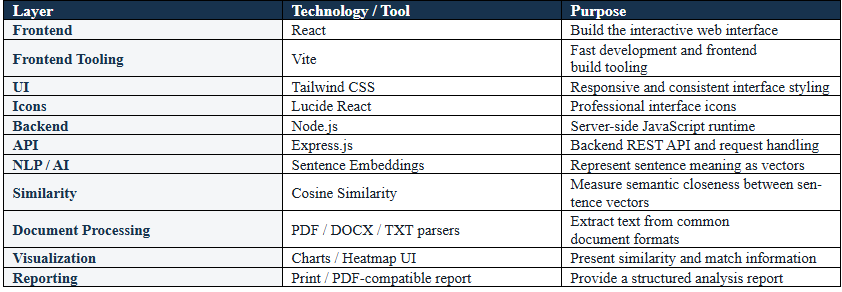 Layer Technology / Tool Purpose
Frontend React Build the interactive web interface
Frontend Tooling Vite Fast development and frontend
build tooling
UI Tailwind CSS Responsive and consistent interface styling
Icons Lucide React Professional interface icons
Backend Node.js Server-side JavaScript runtime
API Express.js Backend REST API and request handling
NLP / AI Sentence Embeddings Represent sentence meaning as vectors
Similarity Cosine Similarity Measure semantic closeness between sen-
tence vectors
Document Processing PDF / DOCX / TXT parsers Extract text from common
document formats
Visualization Charts / Heatmap UI Present similarity and match information
Reporting Print / PDF-compatible report Provide a structured analysis report